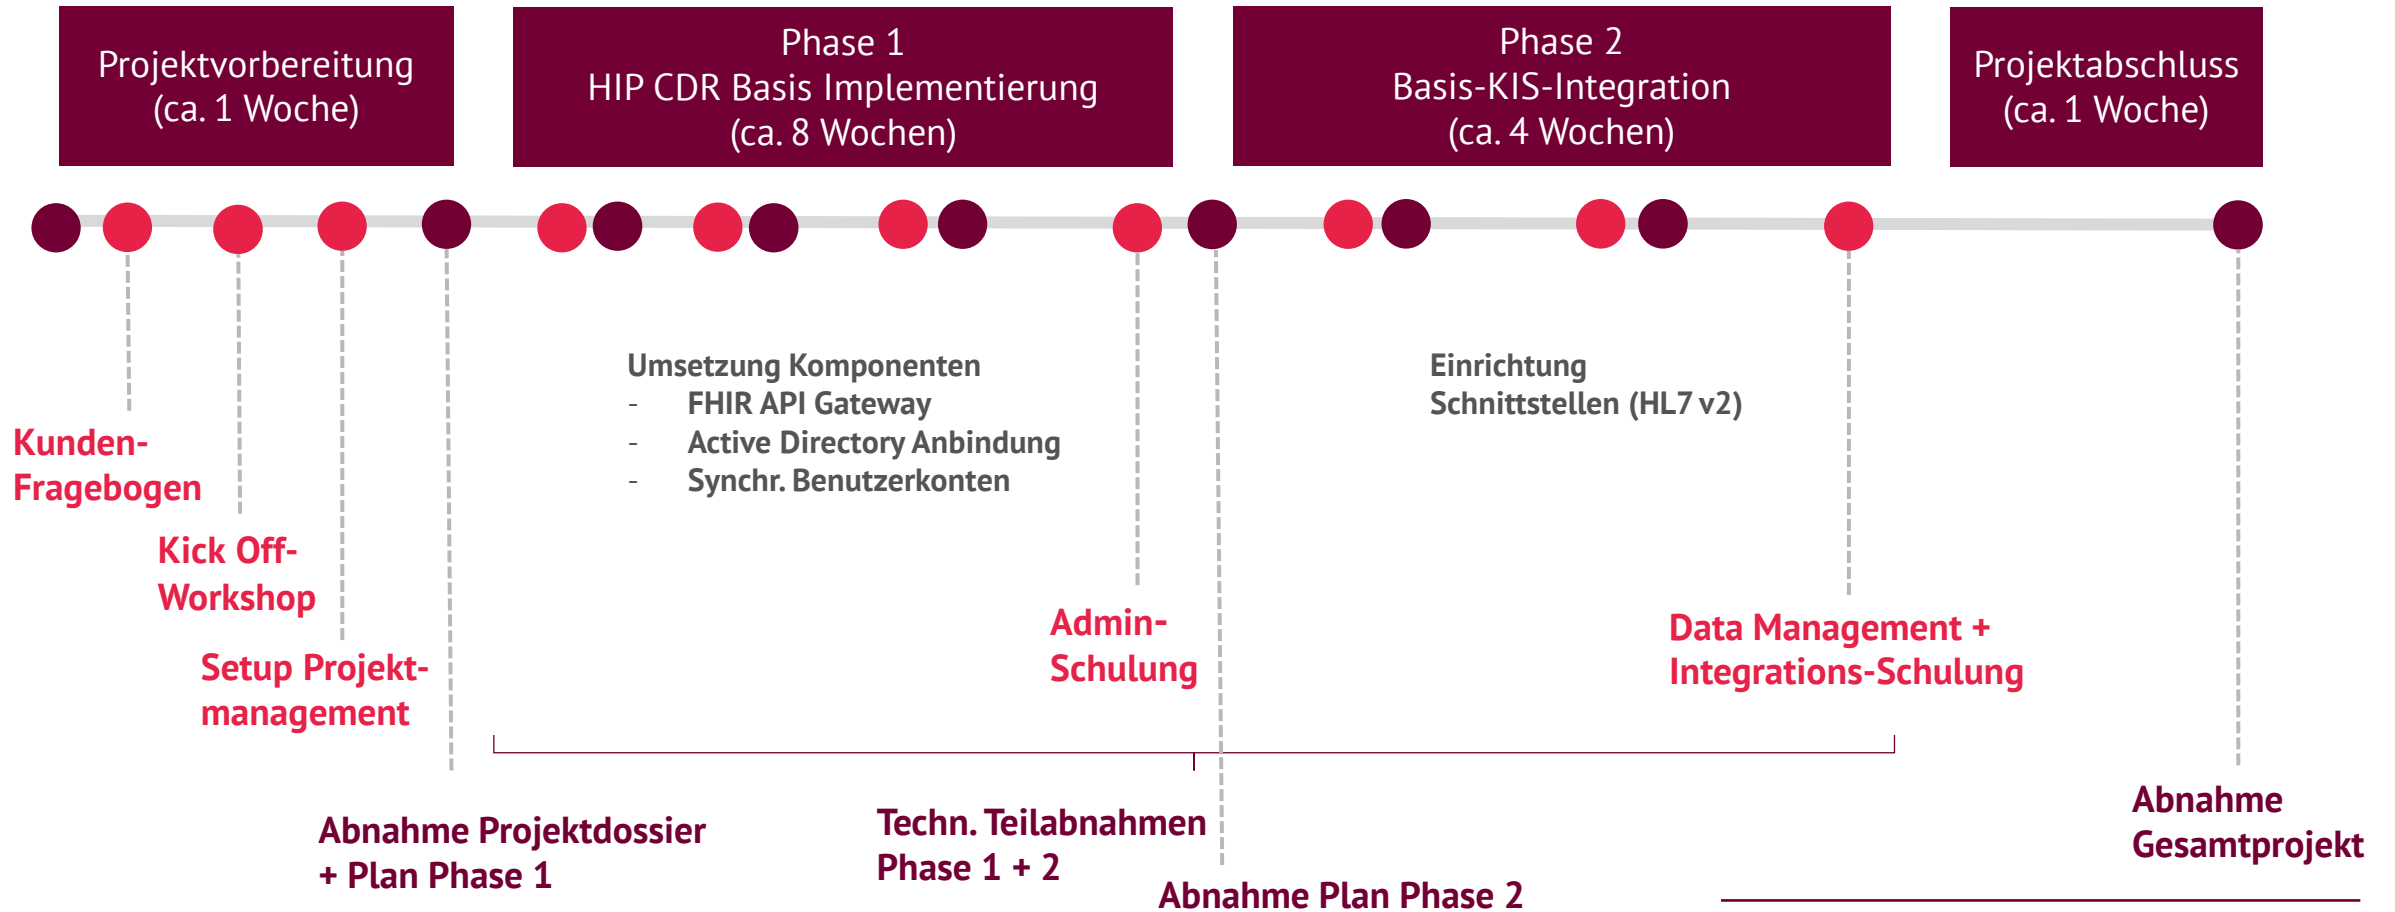 Projektvorbereitung
(ca. 1 Woche)
Phase 1
HIP CDR Basis Implementierung
(ca. 8 Wochen)
Phase 2
Basis-KIS-Integration
(ca. 4 Wochen)
Projektabschluss
(ca. 1 Woche)
Umsetzung Komponenten
- FHIR API Gateway
- Active Directory Anbindung
- Synchr. Benutzerkonten
Einrichtung
Schnittstellen (HL7 v2)
Kunden-
Fragebogen
Kick Off-
Workshop
Setup Projekt-
management
Admin-
Schulung
Data Management +
Integrations-Schulung
Abnahme Projektdossier
+ Plan Phase 1
Techn. Teilabnahmen
Phase 1 + 2
Abnahme Plan Phase 2
Abnahme
Gesamtprojekt